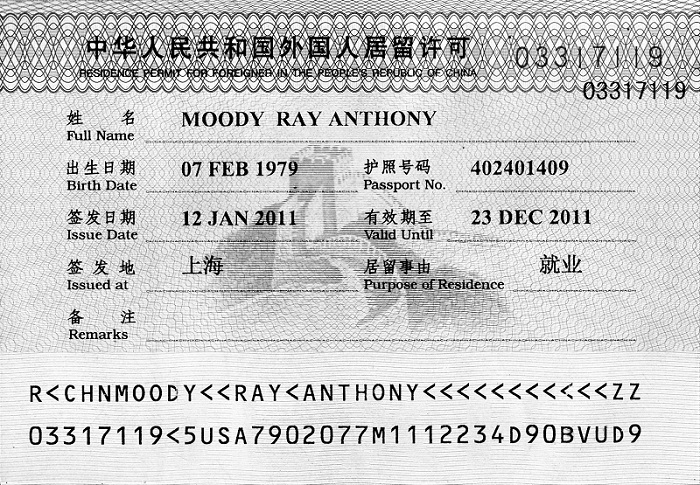 中华人民共和国外国人居留许可 03317119
RESIDENCE PERMIT FOR FOREIGNER IN THE PEOPLE'S REPUBLIC OF CHINA
03317119
姓 名 MOODY RAY ANTHONY
Full Name
出生日期 07 FEB 1979 护照号码 402401409
Birth Date Passport No.
签发日期 12 JAN 2011 有效期至 23 DEC 2011
Issue Date Valid Until
签发地 上海 居留事由 就业
Issued at Purpose of Residence
备 注
Remarks
R<CHNMOODY<<RAY<ANTHONY<<<<<<<<<<<ZZ
03317119<5USA7902077M1112234D90BVUD9